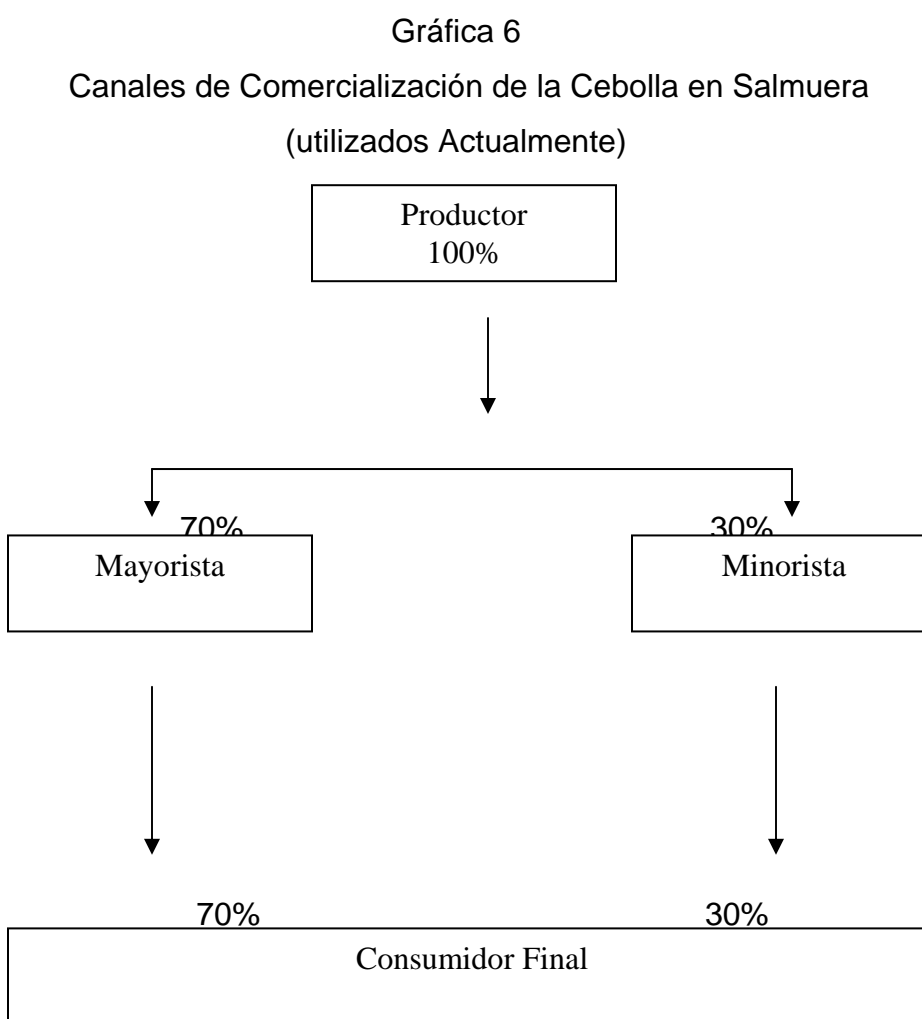 Gráfica 6
Canales de Comercialización de la Cebolla en Salmuera
(utilizados Actualmente)
Productor
100%
70% 30%
Mayorista Minorista
70% 30%
Consumidor Final